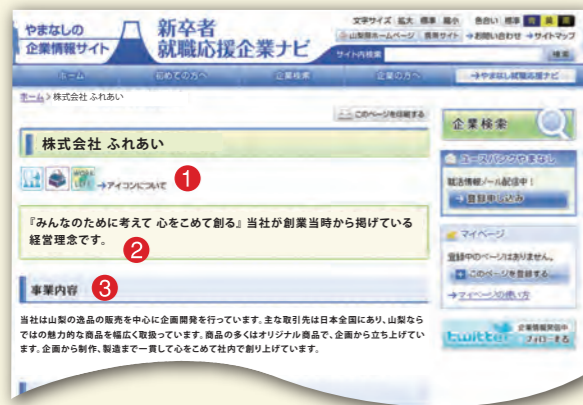 やまなしの
企業情報サイト
新卒者
就職応援企業ナビ
文字サイズ 拡大 標準 縮小 色合い 標準
山梨県ホームページ 携帯サイト →お問い合わせ →サイトマップ
サイト内検索 検索
ホーム 初めての方へ 企業検索 企業の方へ →やまなし就職応援ナビ
ホーム > 株式会社 ふれあい
このページを印刷する
株式会社 ふれあい
→アイコンについて 1
『みんなのために考えて 心をこめて創る』当社が創業当時から掲げている
経営理念です。
2
事業内容 3
当社は山梨の逸品の販売を中心に企画開発を行っています。主な取引先は日本全国にあり、山梨なら
ではの魅力的な商品を幅広く取扱っています。商品の多くはオリジナル商品で、企画から立ち上げてい
ます。企画から制作、製造まで一貫して心をこめて社内で創り上げています。
企業検索
ユースバンクやまなし
就活情報メール配信中!
→登録申し込み
マイページ
登録中のページはありません。
このページを登録する
→マイページの使い方
twitter
企業情報発信中
フォローする